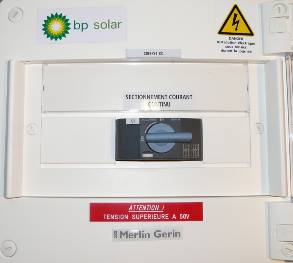 bp solar
DANGER
SECTIONNEMENT COURANT
CONTINU
ATTENTION !
TENSION SUPERIEURE A 50V
Merlin Gerin